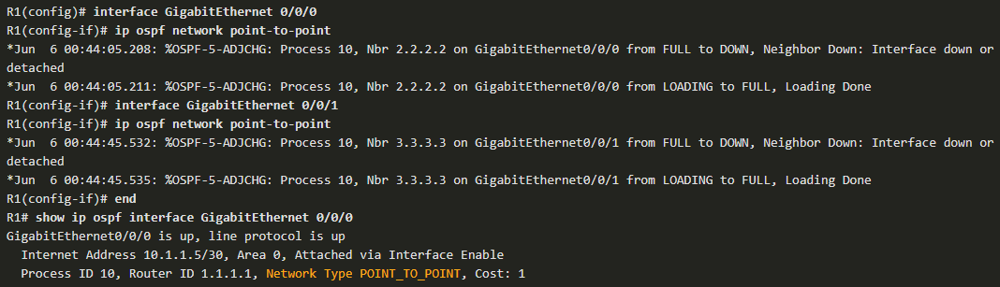 R1(config)# interface GigabitEthernet 0/0/0
R1(config-if)# ip ospf network point-to-point
*Jun  6 00:44:05.208: %OSPF-5-ADJCHG: Process 10, Nbr 2.2.2.2 on GigabitEthernet0/0/0 from FULL to DOWN, Neighbor Down: Interface down or
detached
*Jun  6 00:44:05.211: %OSPF-5-ADJCHG: Process 10, Nbr 2.2.2.2 on GigabitEthernet0/0/0 from LOADING to FULL, Loading Done
R1(config-if)# interface GigabitEthernet 0/0/1
R1(config-if)# ip ospf network point-to-point
*Jun  6 00:44:45.532: %OSPF-5-ADJCHG: Process 10, Nbr 3.3.3.3 on GigabitEthernet0/0/1 from FULL to DOWN, Neighbor Down: Interface down or
detached
*Jun  6 00:44:45.535: %OSPF-5-ADJCHG: Process 10, Nbr 3.3.3.3 on GigabitEthernet0/0/1 from LOADING to FULL, Loading Done
R1(config-if)# end
R1# show ip ospf interface GigabitEthernet 0/0/0
GigabitEthernet0/0/0 is up, line protocol is up
  Internet Address 10.1.1.5/30, Area 0, Attached via Interface Enable
  Process ID 10, Router ID 1.1.1.1, Network Type POINT_TO_POINT, Cost: 1